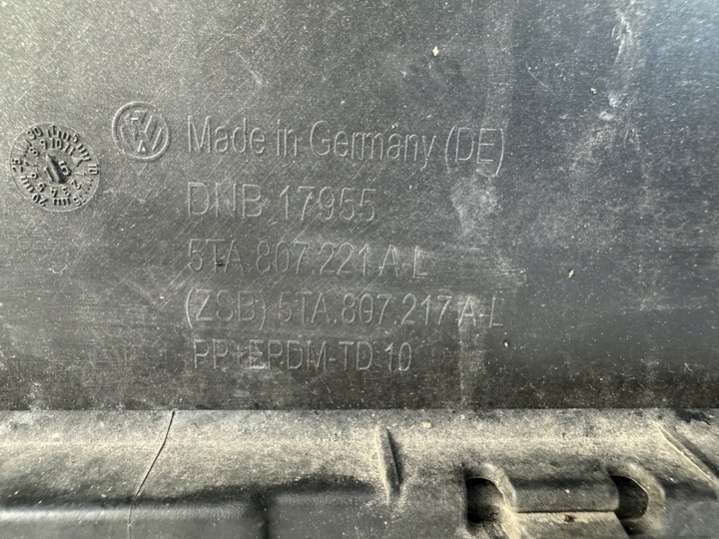 Made in Germany (DE)
DNB 17955
5TA.807.221 A-L
(ZSB) 5TA.807.217 A-L
PP+EPDM-TD 10